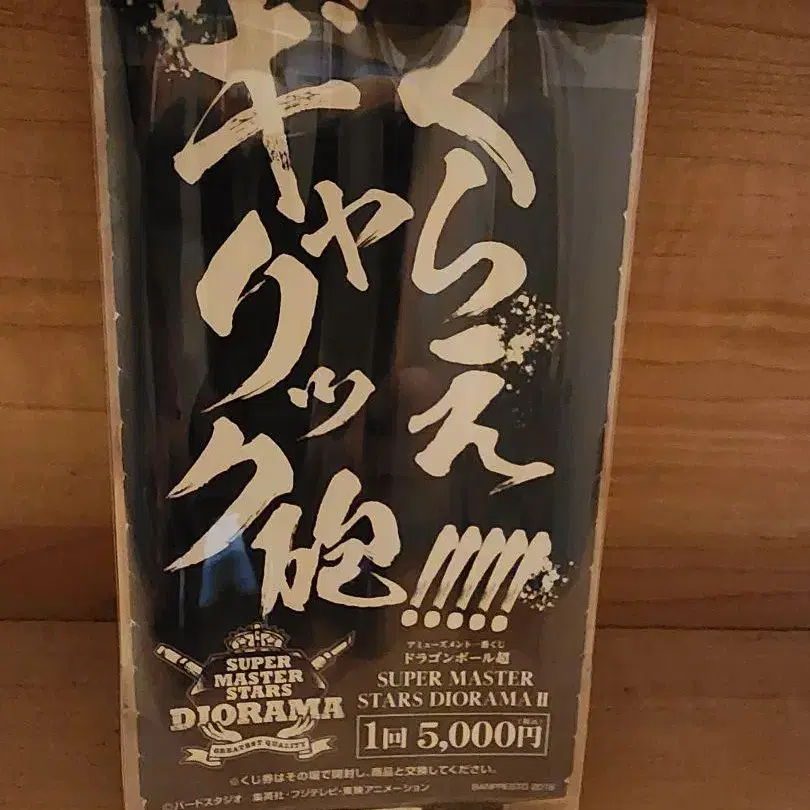 くらえ!!!!!
ギャリック砲
SUPER
MASTER
STARS
DIORAMA
GREATEST QUALITY
アミューズメント一番くじ
ドラゴンボール超
SUPER MASTER
STARS DIORAMAⅡ
1回 5,000円
(税込)
※くじ券はその場で開封し、商品と交換してください。
©バードスタジオ 集英社・フジテレビ・東映アニメーション
BANPRESTO 2018